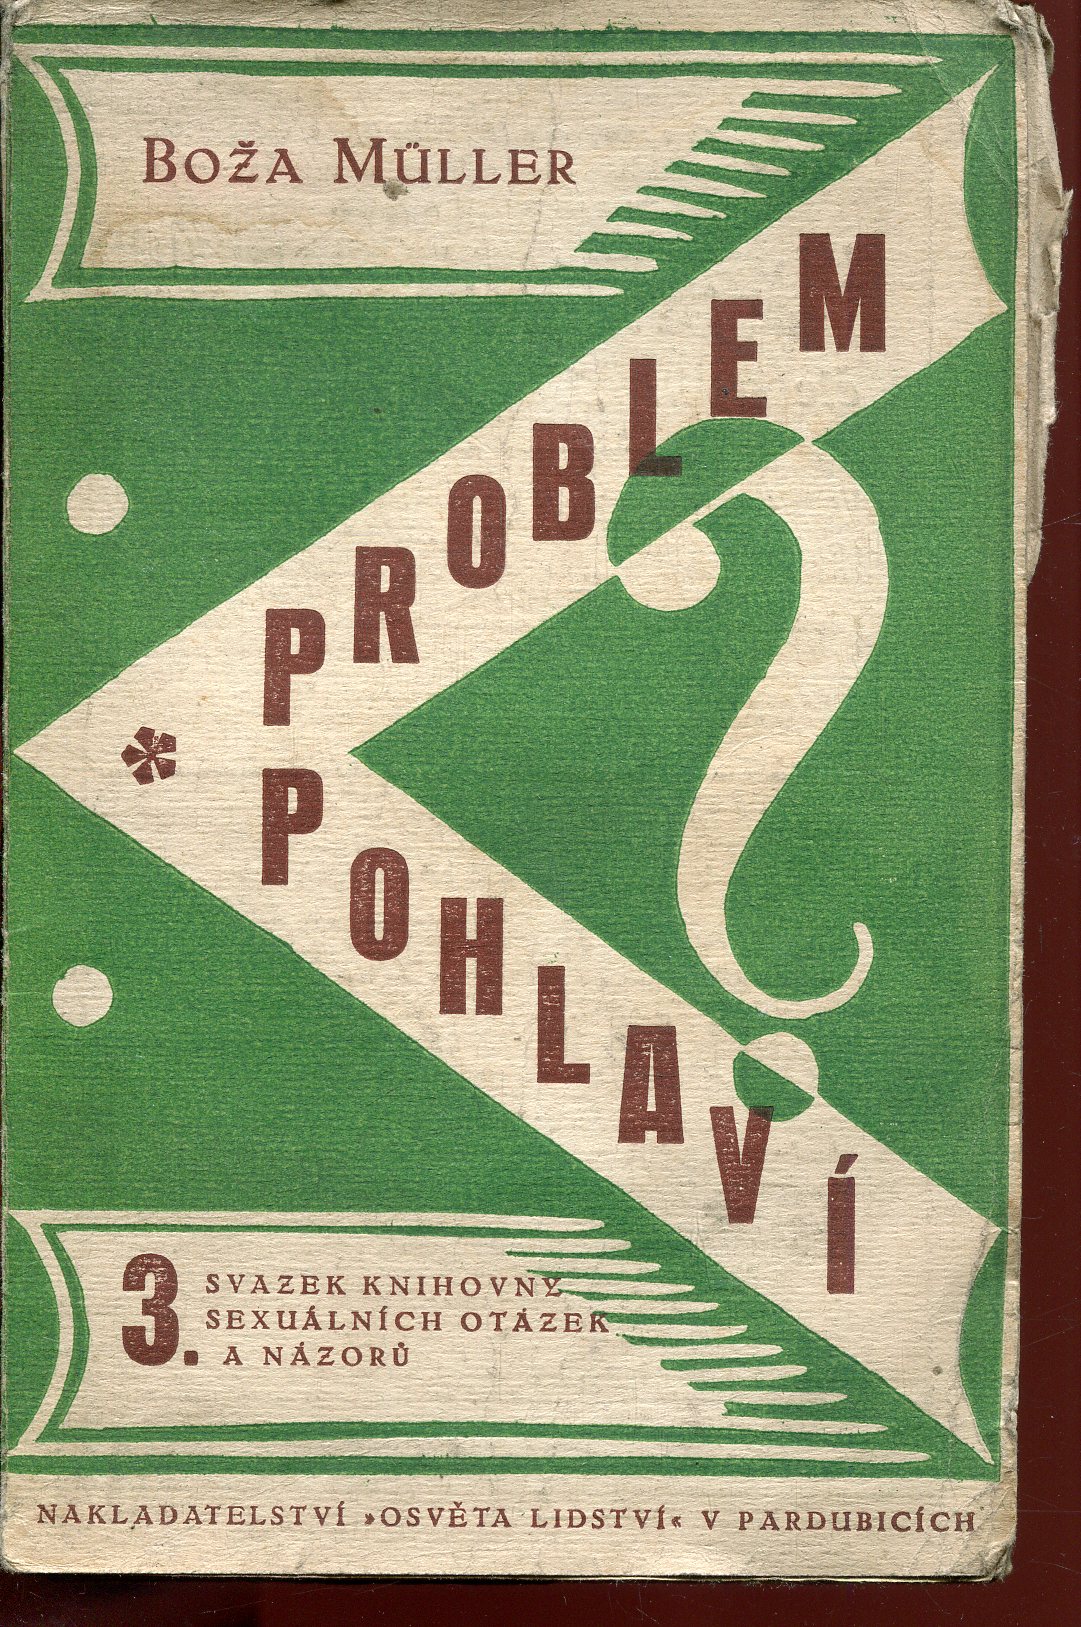 BOŽA MÜLLER
PROBLEM
*
POHLAVÍ
3.
SVAZEK KNIHOVNY
SEXUÁLNÍCH OTÁZEK
A NÁZORŮ
NAKLADATELSTVÍ »OSVĚTA LIDSTVÍ« V PARDUBICÍCH